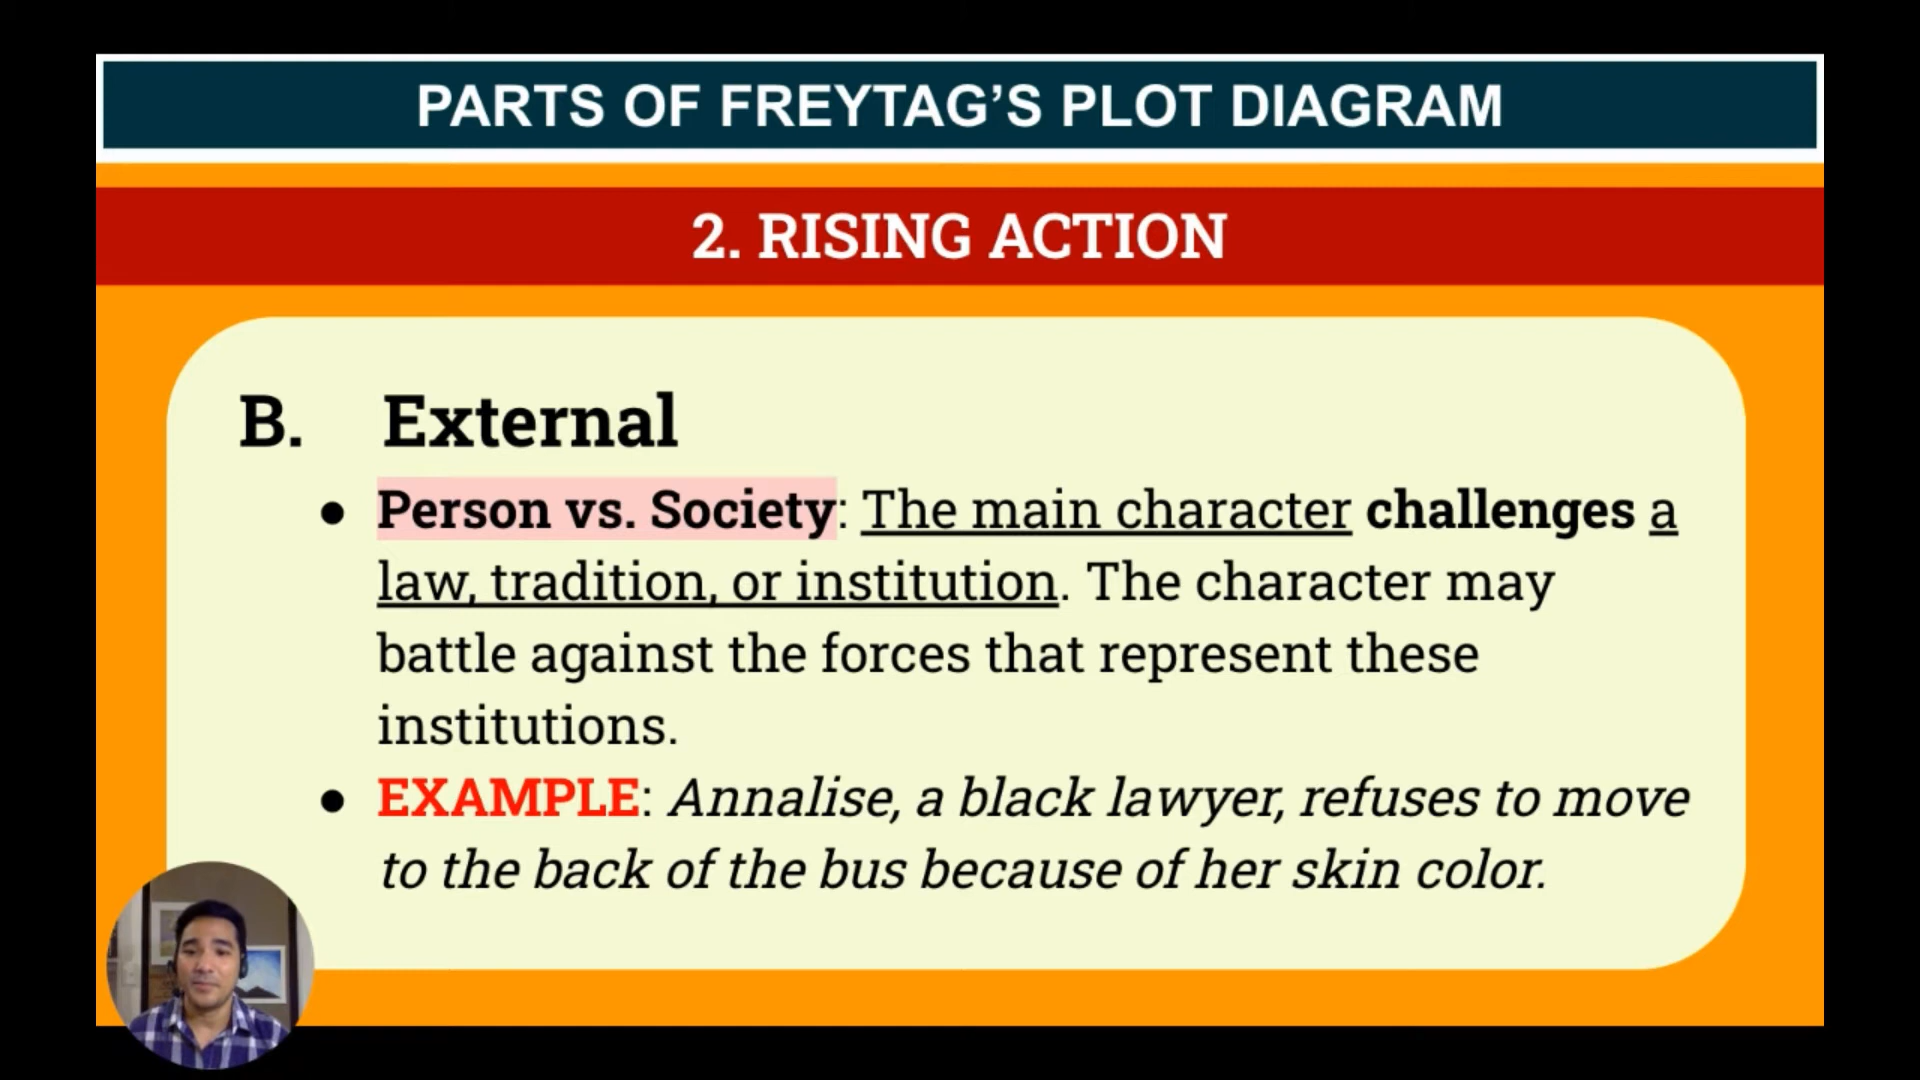 PARTS OF FREYTAG’S PLOT DIAGRAM
2. RISING ACTION
B. External
● Person vs. Society: The main character challenges a
law, tradition, or institution. The character may
battle against the forces that represent these
institutions.
● EXAMPLE: Annalise, a black lawyer, refuses to move
to the back of the bus because of her skin color.